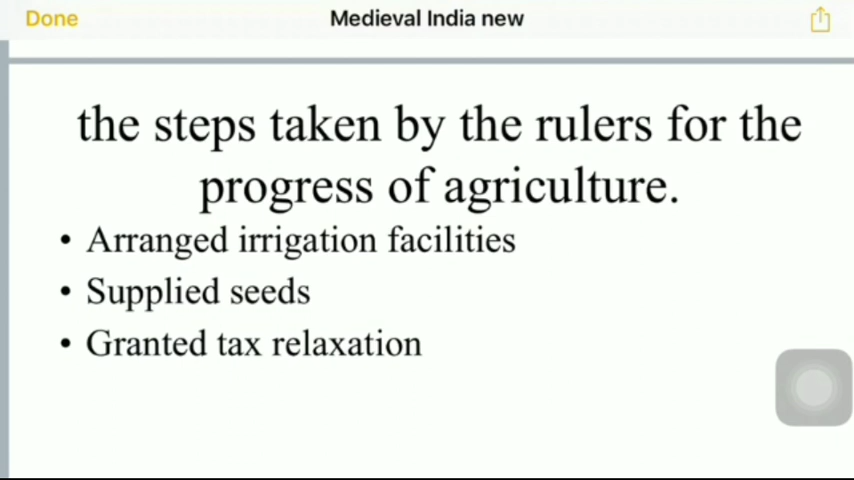 Done
Medieval India new
the steps taken by the rulers for the
progress of agriculture.
• Arranged irrigation facilities
• Supplied seeds
• Granted tax relaxation